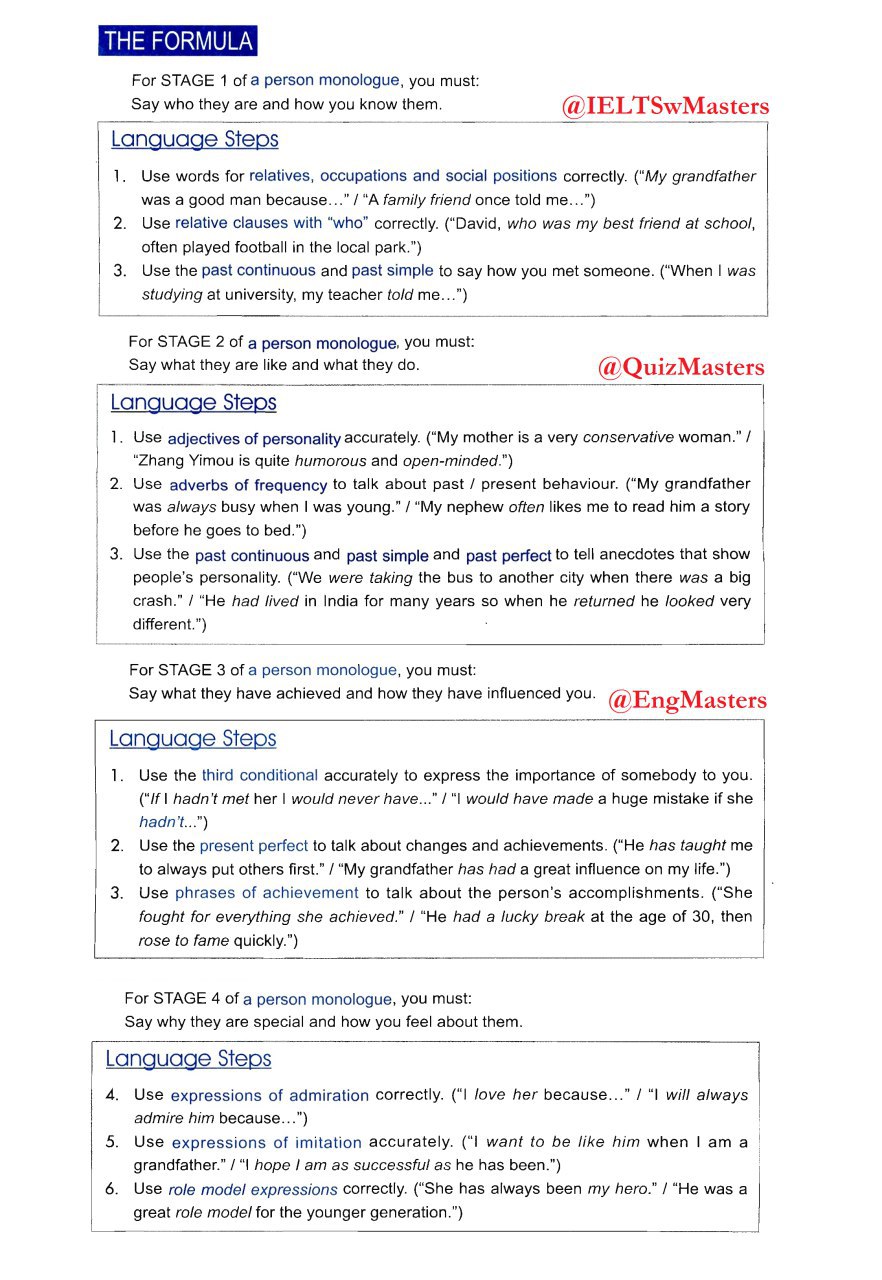 THE FORMULA
For STAGE 1 of a person monologue, you must:
Say who they are and how you know them.
@IELTSwMasters
Language Steps
1. Use words for relatives, occupations and social positions correctly. ("My grandfather
was a good man because..." / "A family friend once told me...")
2. Use relative clauses with "who" correctly. ("David, who was my best friend at school,
often played football in the local park.")
3. Use the past continuous and past simple to say how you met someone. ("When I was
studying at university, my teacher told me...")
For STAGE 2 of a person monologue, you must:
Say what they are like and what they do.
@QuizMasters
Language Steps
1. Use adjectives of personality accurately. ("My mother is a very conservative woman." /
"Zhang Yimou is quite humorous and open-minded.")
2. Use adverbs of frequency to talk about past / present behaviour. ("My grandfather
was always busy when I was young." / "My nephew often likes me to read him a story
before he goes to bed.")
3. Use the past continuous and past simple and past perfect to tell anecdotes that show
people's personality. ("We were taking the bus to another city when there was a big
crash." / "He had lived in India for many years so when he returned he looked very
different.")
For STAGE 3 of a person monologue, you must:
Say what they have achieved and how they have influenced you.
@EngMasters
Language Steps
1. Use the third conditional accurately to express the importance of somebody to you.
("If I hadn't met her I would never have..." / "I would have made a huge mistake if she
hadn't...")
2. Use the present perfect to talk about changes and achievements. ("He has taught me
to always put others first." / "My grandfather has had a great influence on my life.")
3. Use phrases of achievement to talk about the person's accomplishments. ("She
fought for everything she achieved." / "He had a lucky break at the age of 30, then
rose to fame quickly.")
For STAGE 4 of a person monologue, you must:
Say why they are special and how you feel about them.
Language Steps
4. Use expressions of admiration correctly. ("I love her because..." / "I will always
admire him because...")
5. Use expressions of imitation accurately. ("I want to be like him when I am a
grandfather." / "I hope I am as successful as he has been.")
6. Use role model expressions correctly. ("She has always been my hero." / "He was a
great role model for the younger generation.")